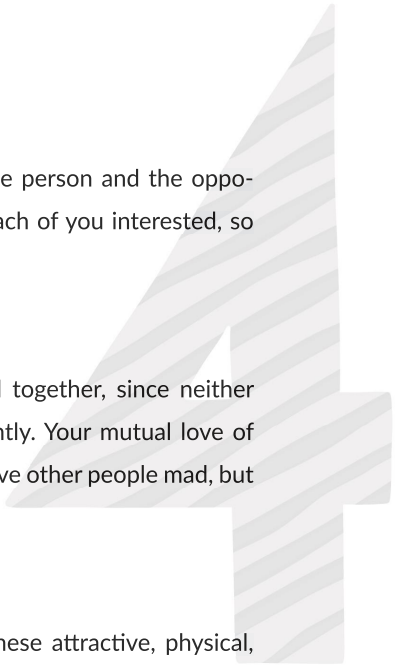 e person and the oppo-
ach of you interested, so
together, since neither
ntly. Your mutual love of
ve other people mad, but
hese attractive, physical,
4